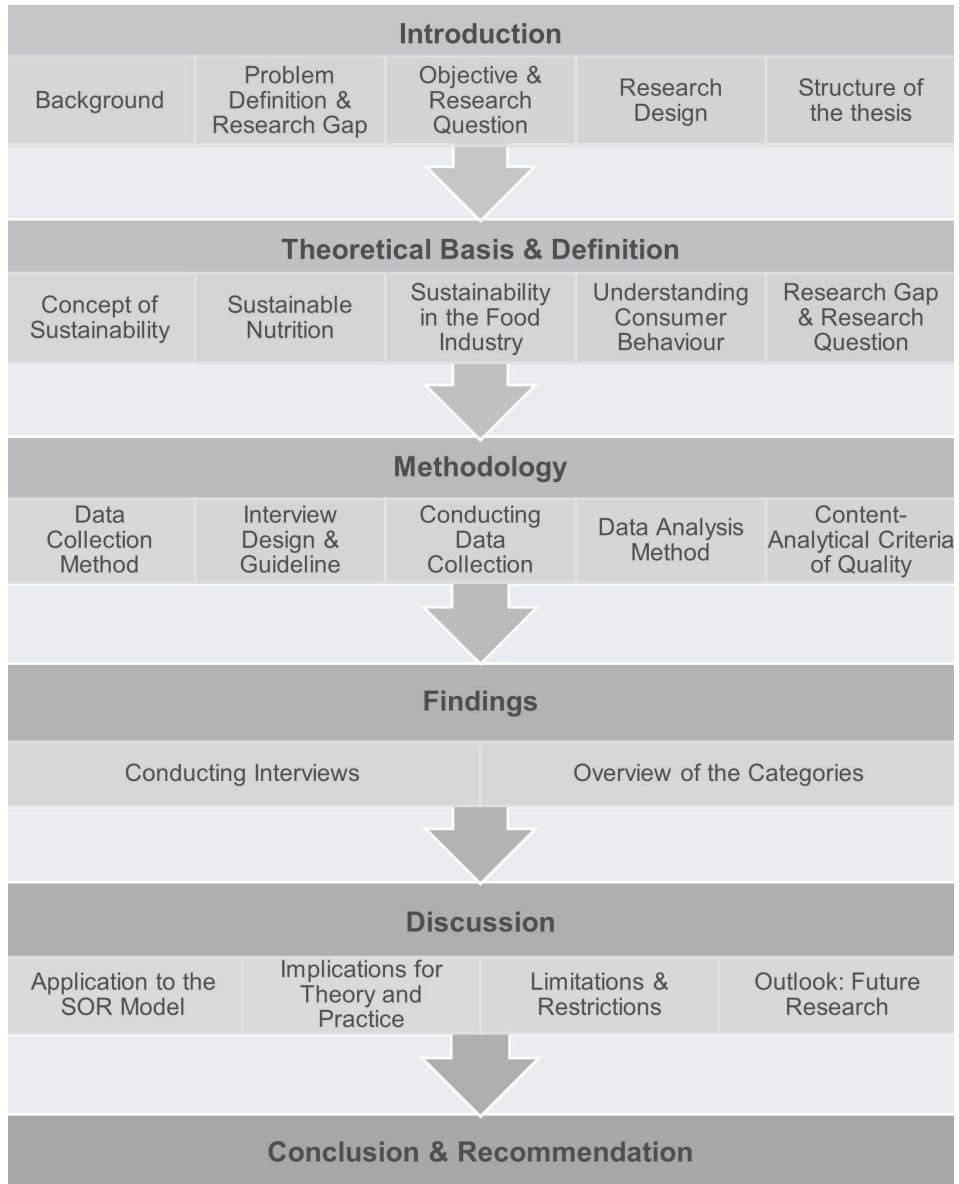 Introduction
Background
Problem
Definition &
Research Gap
Objective &
Research
Question
Research
Design
Structure of
the thesis
Theoretical Basis & Definition
Concept of
Sustainability
Sustainable
Nutrition
Sustainability
in the Food
Industry
Understanding
Consumer
Behaviour
Research Gap
& Research
Question
Methodology
Data
Collection
Method
Interview
Design &
Guideline
Conducting
Data
Collection
Data Analysis
Method
Content-
Analytical Criteria
of Quality
Findings
Conducting Interviews
Overview of the Categories
Discussion
Application to the
SOR Model
Implications for
Theory and
Practice
Limitations &
Restrictions
Outlook: Future
Research
Conclusion & Recommendation